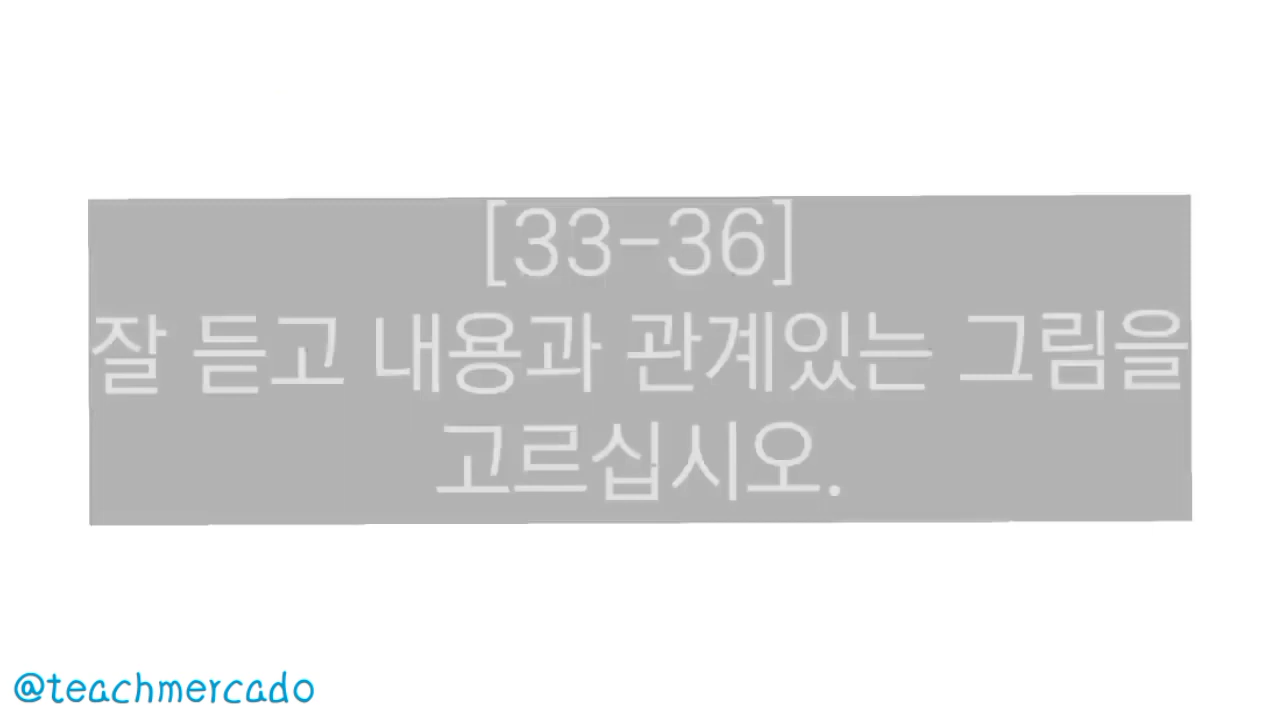 [33-36]
잘 듣고 내용과 관계있는 그림을
고르십시오.
@teachmercado